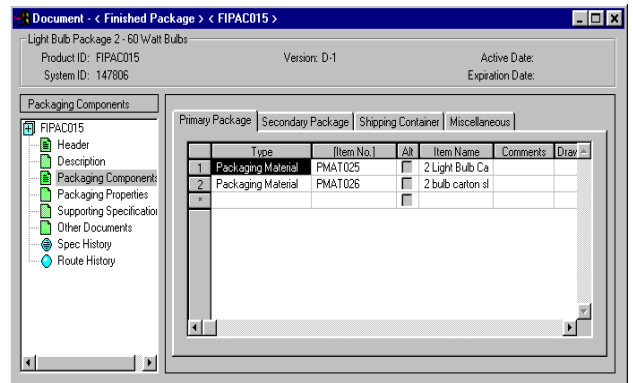 Document - < Finished Package > < FIPAC015 >
Light Bulb Package 2 - 60 Watt Bulbs
Product ID: FIPAC015 Version: D-1 Active Date:
System ID: 147806 Expiration Date:
Packaging Components
FIPAC015
Header
Description
Packaging Components
Packaging Properties
Supporting Specification
Other Documents
Spec History
Route History
Primary Package Secondary Package Shipping Container Miscellaneous
Type [Item No.] Alt Item Name Comments Draw
1 Packaging Material PMAT025 2 Light Bulb Ca
2 Packaging Material PMAT026 2 bulb carton sl
*